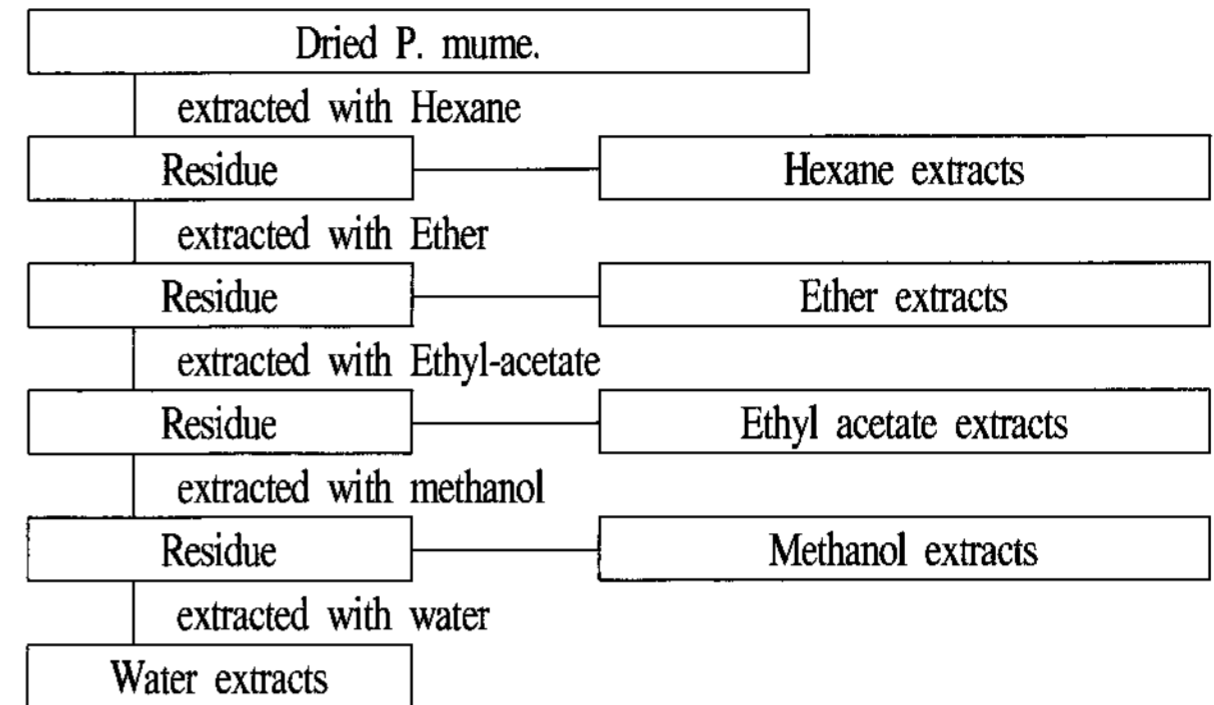 Dried P. mume.
extracted with Hexane
Residue
Hexane extracts
extracted with Ether
Residue
Ether extracts
extracted with Ethyl-acetate
Residue
Ethyl acetate extracts
extracted with methanol
Residue
Methanol extracts
extracted with water
Water extracts